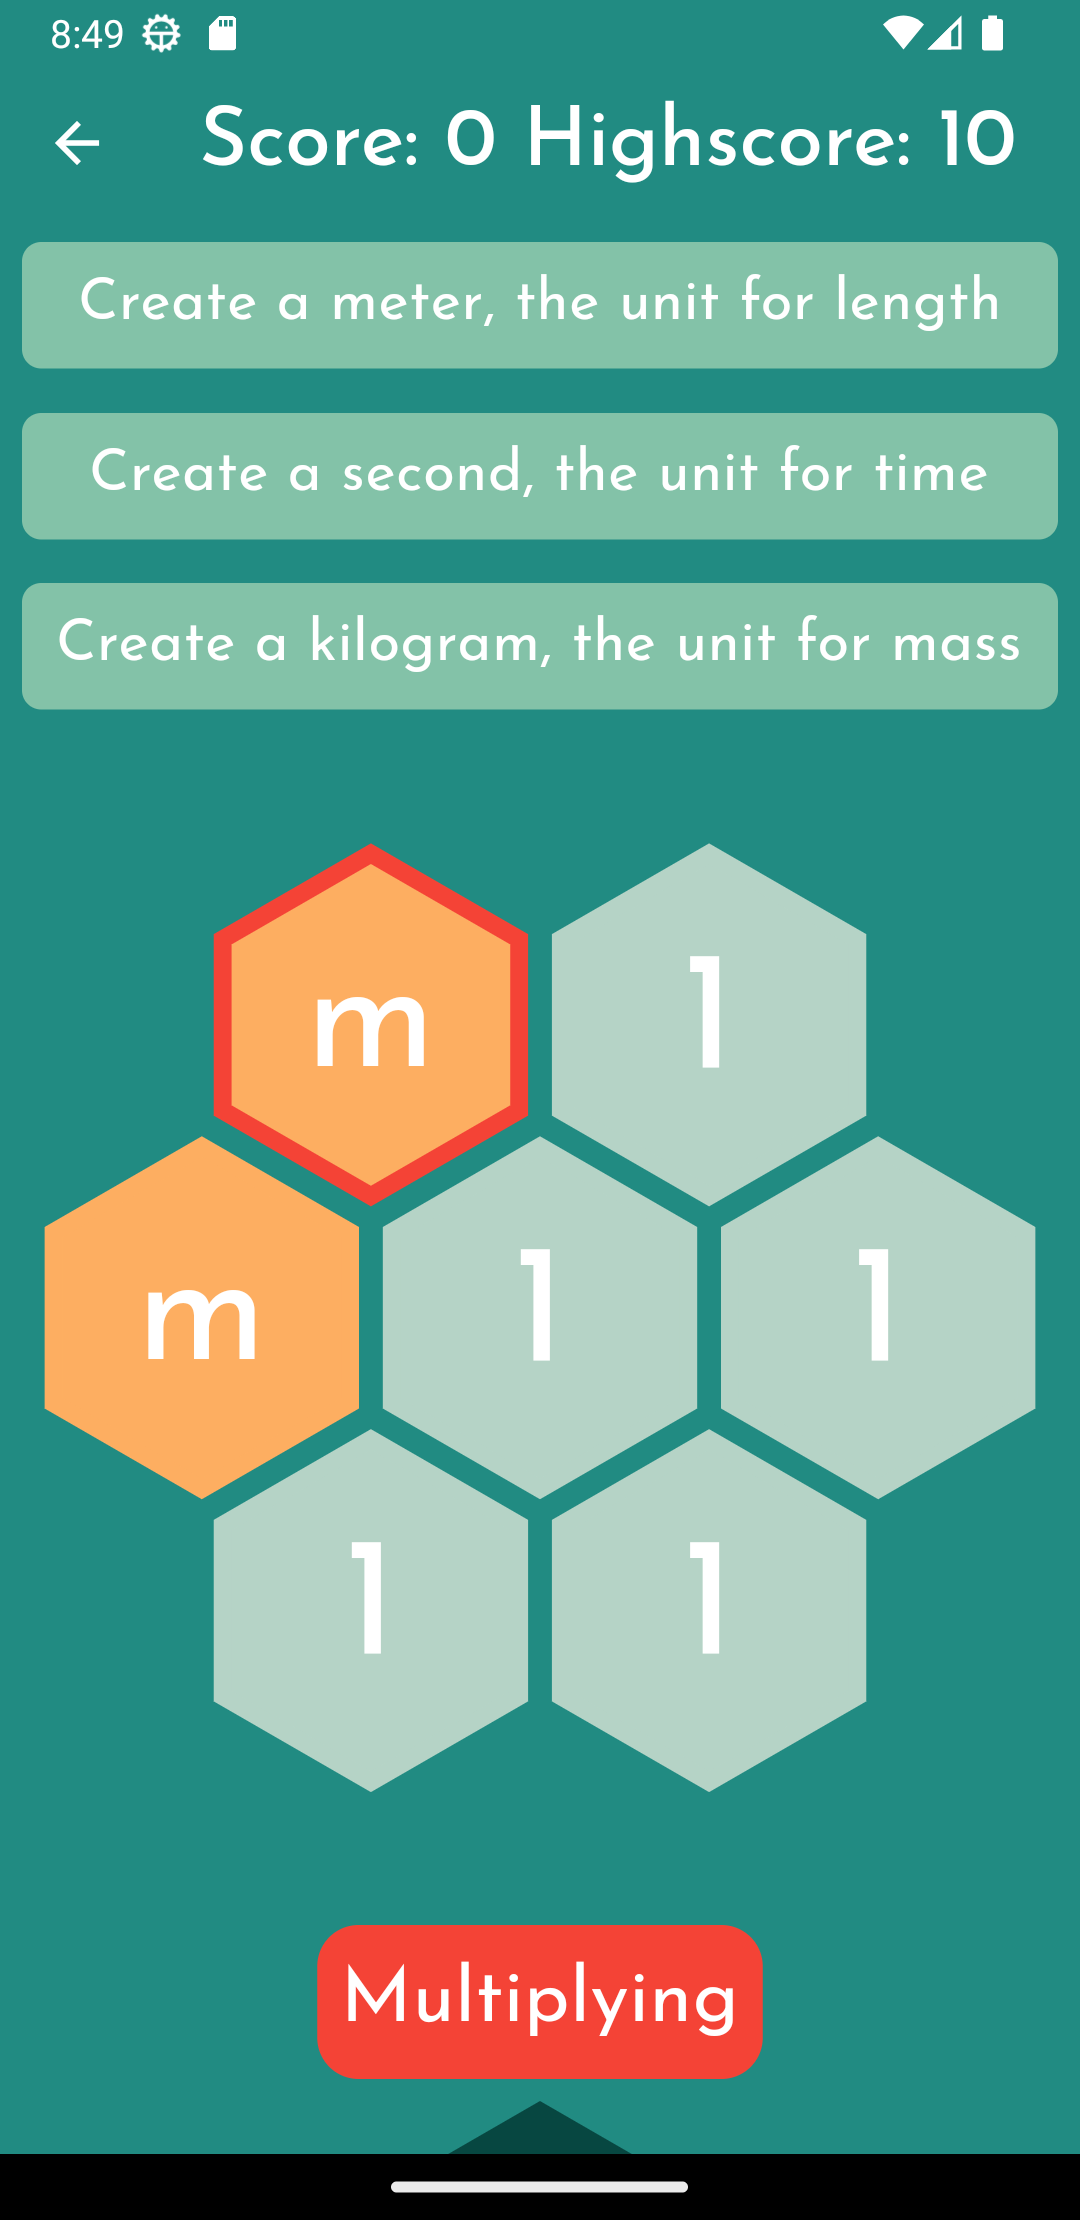 8:49
Score: 0 Highscore: 10
Create a meter, the unit for length
Create a second, the unit for time
Create a kilogram, the unit for mass
m 1
m 1 1
1 1
Multiplying